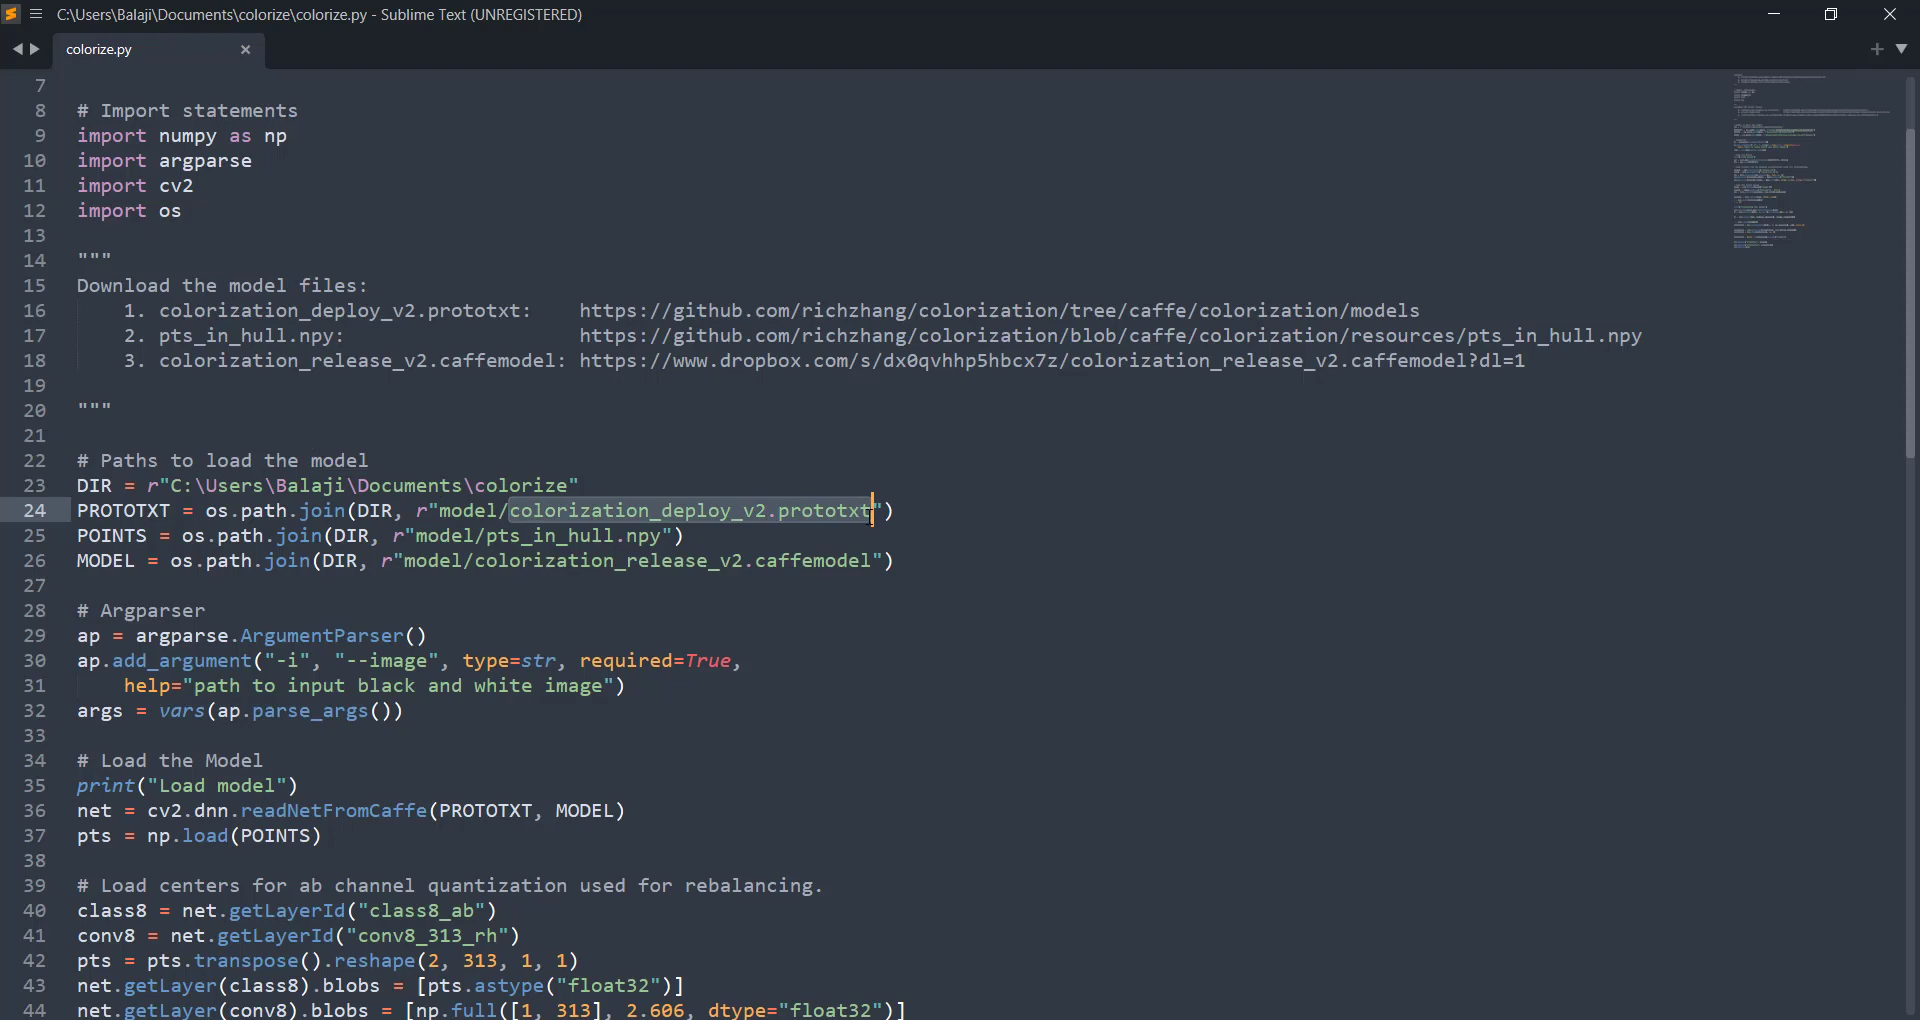 C:\Users\Balaji\Documents\colorize\colorize.py - Sublime Text (UNREGISTERED)
colorize.py
7
8 # Import statements
9 import numpy as np
10 import argparse
11 import cv2
12 import os
13
14 """
15 Download the model files:
16     1. colorization_deploy_v2.prototxt:    https://github.com/richzhang/colorization/tree/caffe/colorization/models
17     2. pts_in_hull.npy:                    https://github.com/richzhang/colorization/blob/caffe/colorization/resources/pts_in_hull.npy
18     3. colorization_release_v2.caffemodel: https://www.dropbox.com/s/dx0qvhhp5hbcx7z/colorization_release_v2.caffemodel?dl=1
19
20 """
21
22 # Paths to load the model
23 DIR = r"C:\Users\Balaji\Documents\colorize"
24 PROTOTXT = os.path.join(DIR, r"model/colorization_deploy_v2.prototxt")
25 POINTS = os.path.join(DIR, r"model/pts_in_hull.npy")
26 MODEL = os.path.join(DIR, r"model/colorization_release_v2.caffemodel")
27
28 # Argparser
29 ap = argparse.ArgumentParser()
30 ap.add_argument("-i", "--image", type=str, required=True,
31     help="path to input black and white image")
32 args = vars(ap.parse_args())
33
34 # Load the Model
35 print("Load model")
36 net = cv2.dnn.readNetFromCaffe(PROTOTXT, MODEL)
37 pts = np.load(POINTS)
38
39 # Load centers for ab channel quantization used for rebalancing.
40 class8 = net.getLayerId("class8_ab")
41 conv8 = net.getLayerId("conv8_313_rh")
42 pts = pts.transpose().reshape(2, 313, 1, 1)
43 net.getLayer(class8).blobs = [pts.astype("float32")]
44 net.getLayer(conv8).blobs = [np.full([1, 313], 2.606, dtype="float32")]